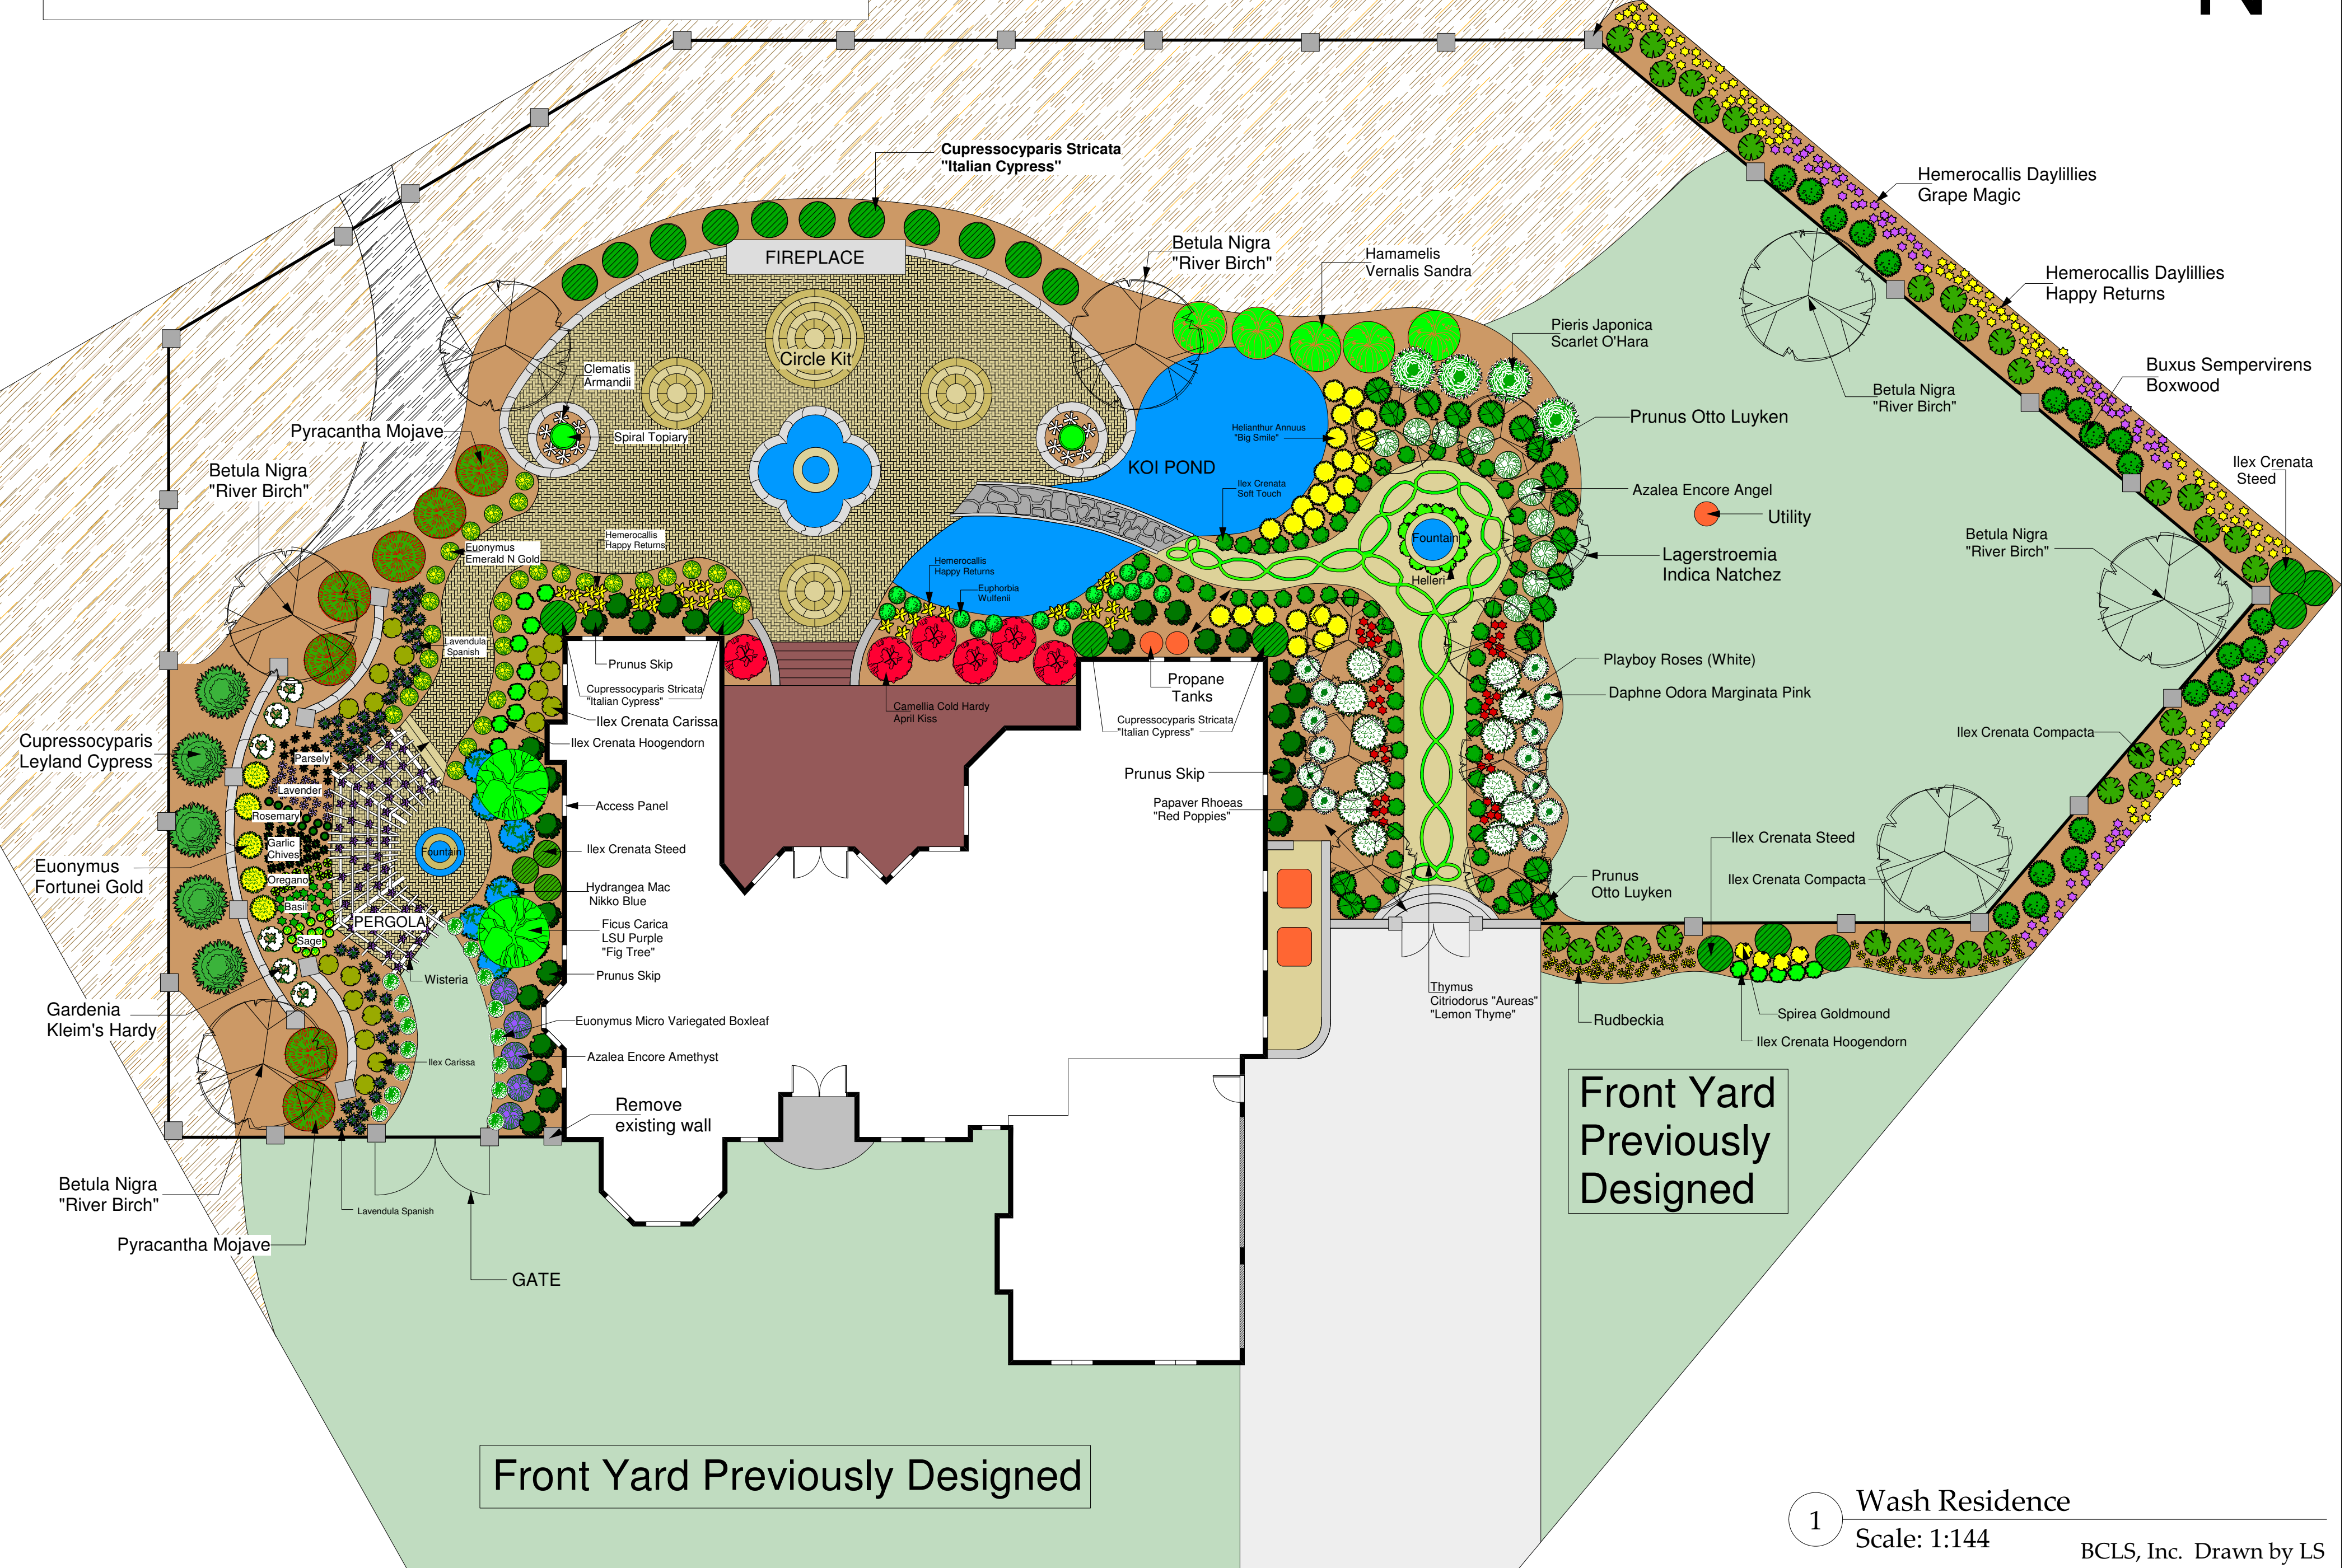 N
Cupressocyparis Stricata
"Italian Cypress"
Hemerocallis Daylillies
Grape Magic
FIREPLACE
Betula Nigra
"River Birch"
Hamamelis
Vernalis Sandra
Hemerocallis Daylillies
Happy Returns
Pieris Japonica
Scarlet O'Hara
Circle Kit
Clematis
Armandii
Buxus Sempervirens
Boxwood
Betula Nigra
"River Birch"
Pyracantha Mojave
Spiral Topiary
Helianthur Annuus
"Big Smile"
Prunus Otto Luyken
KOI POND
Betula Nigra
"River Birch"
Ilex Crenata
Steed
Ilex Crenata
Soft Touch
Azalea Encore Angel
Utility
Euonymus
Emerald N Gold
Hemerocallis
Happy Returns
Fountain
Betula Nigra
"River Birch"
Lagerstroemia
Indica Natchez
Hemerocallis
Happy Returns
Helleri
Euphorbia
Wulfenii
Lavendula
Spanish
Prunus Skip
Playboy Roses (White)
Propane
Tanks
Cupressocyparis Stricata
"Italian Cypress"
Daphne Odora Marginata Pink
Camellia Cold Hardy
April Kiss
Ilex Crenata Carissa
Cupressocyparis Stricata
"Italian Cypress"
Ilex Crenata Compacta
Cupressocyparis
Leyland Cypress
Ilex Crenata Hoogendorn
Parsely
Prunus Skip
Lavender
Access Panel
Papaver Rhoeas
"Red Poppies"
Rosemary
Garlic
Chives
Fountain
Ilex Crenata Steed
Ilex Crenata Steed
Euonymus
Fortunei Gold
Oregano
Ilex Crenata Compacta
Prunus
Otto Luyken
Hydrangea Mac
Nikko Blue
Basil
PERGOLA
Ficus Carica
LSU Purple
"Fig Tree"
Sage
Wisteria
Prunus Skip
Thymus
Citriodorus "Aureas"
"Lemon Thyme"
Gardenia
Kleim's Hardy
Euonymus Micro Variegated Boxleaf
Rudbeckia
Spirea Goldmound
Ilex Crenata Hoogendorn
Ilex Carissa
Azalea Encore Amethyst
Remove
existing wall
Front Yard
Previously
Designed
Betula Nigra
"River Birch"
Lavendula Spanish
Pyracantha Mojave
GATE
Front Yard Previously Designed
1
Wash Residence
Scale: 1:144
BCLS, Inc. Drawn by LS